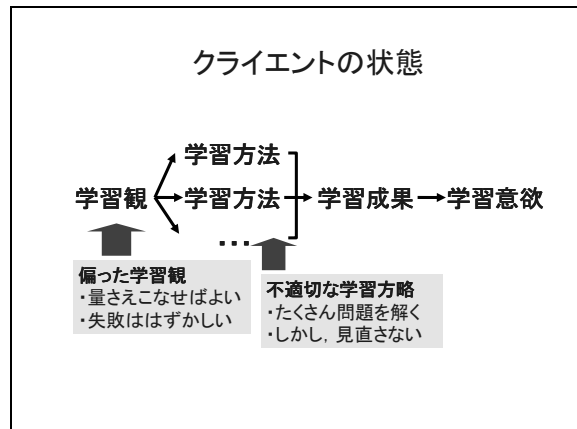 クライエントの状態
学習方法
学習観 学習方法 学習成果 学習意欲
…
偏った学習観
・量さえこなせばよい
・失敗ははずかしい
不適切な学習方略
・たくさん問題を解く
・しかし，見直さない